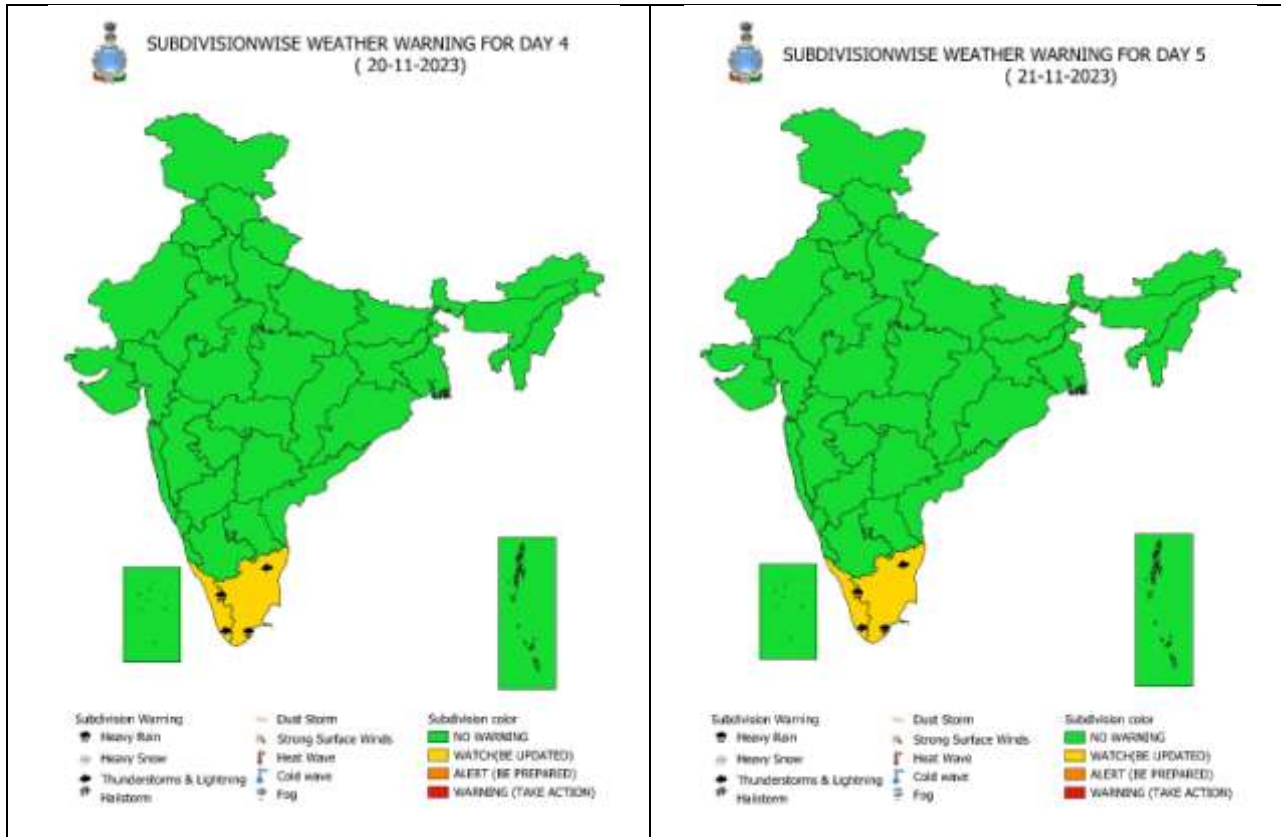 SUBDIVISIONWISE WEATHER WARNING FOR DAY 4
( 20-11-2023)
Subdivision Warning
Heavy Rain
Heavy Snow
Thunderstorms & Lightning
Hailstorm
Dust Storm
Strong Surface Winds
Heat Wave
Cold wave
Fog
Subdivision color
NO WARNING
WATCH(BE UPDATED)
ALERT (BE PREPARED)
WARNING (TAKE ACTION)
SUBDIVISIONWISE WEATHER WARNING FOR DAY 5
( 21-11-2023)
Subdivision Warning
Heavy Rain
Heavy Snow
Thunderstorms & Lightning
Hailstorm
Dust Storm
Strong Surface Winds
Heat Wave
Cold wave
Fog
Subdivision color
NO WARNING
WATCH(BE UPDATED)
ALERT (BE PREPARED)
WARNING (TAKE ACTION)